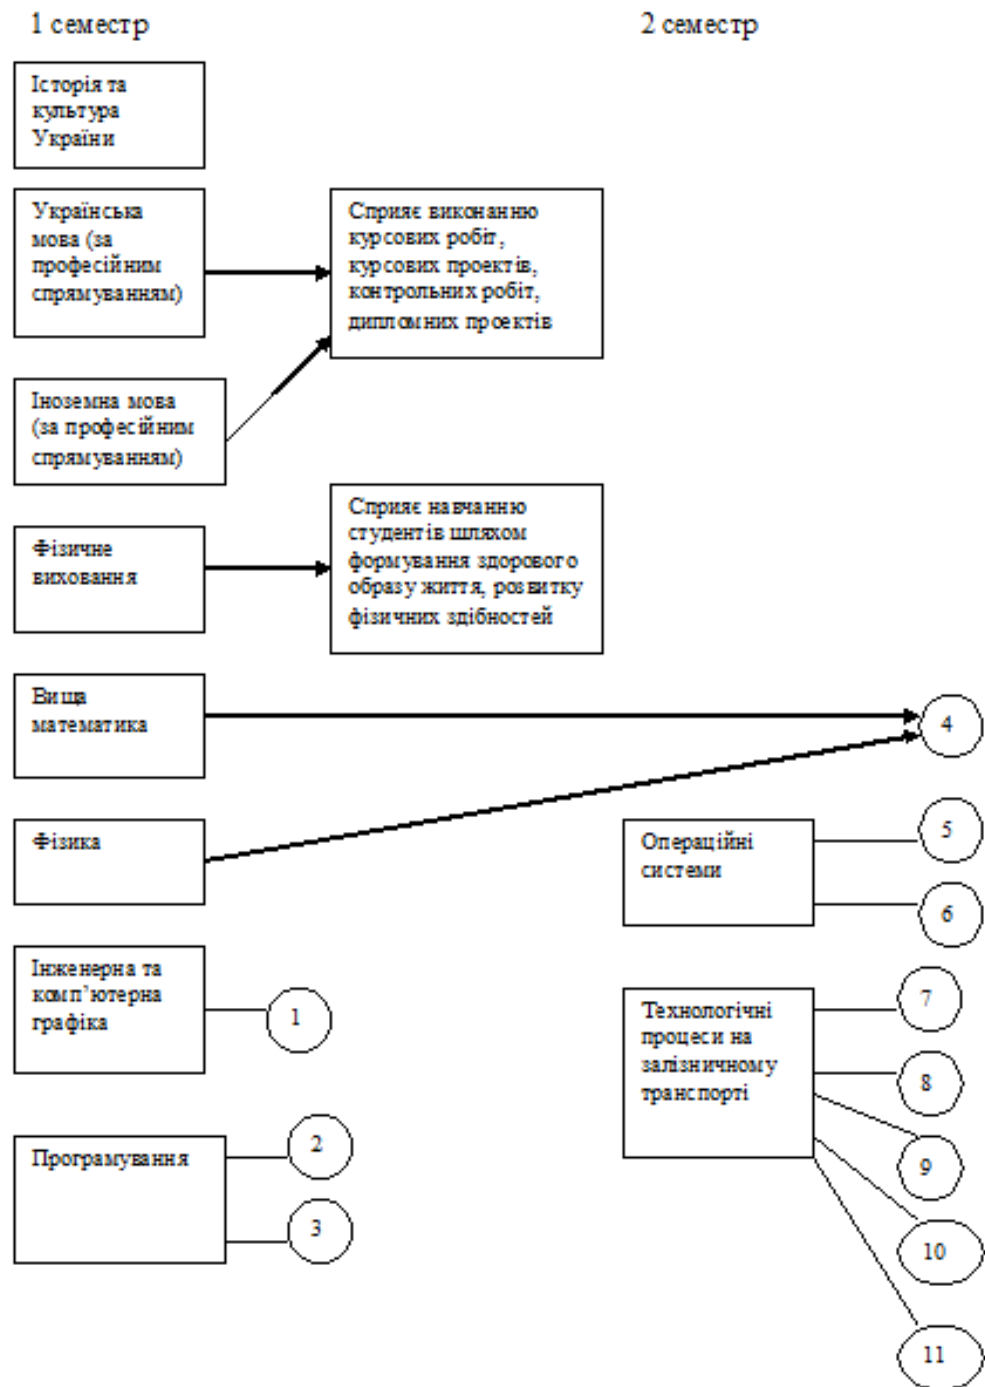 1 семестр
2 семестр
Історія та
культура
України
Українська
мова (за
професійним
спрямуванням)
Сприяє виконанню
курсових робіт,
курсових проектів,
контрольних робіт,
дипломних проектів
Іноземна мова
(за професійним
спрямуванням)
Фізичне
виховання
Сприяє навчанню
студентів шляхом
формування здорового
образу життя, розвитку
фізичних здібностей
Вища
математика
4
Фізика
Операційні
системи
5
6
Інженерна та
комп’ютерна
графіка
1
Технологічні
процеси на
залізничному
транспорті
7
8
9
10
11
Програмування
2
3